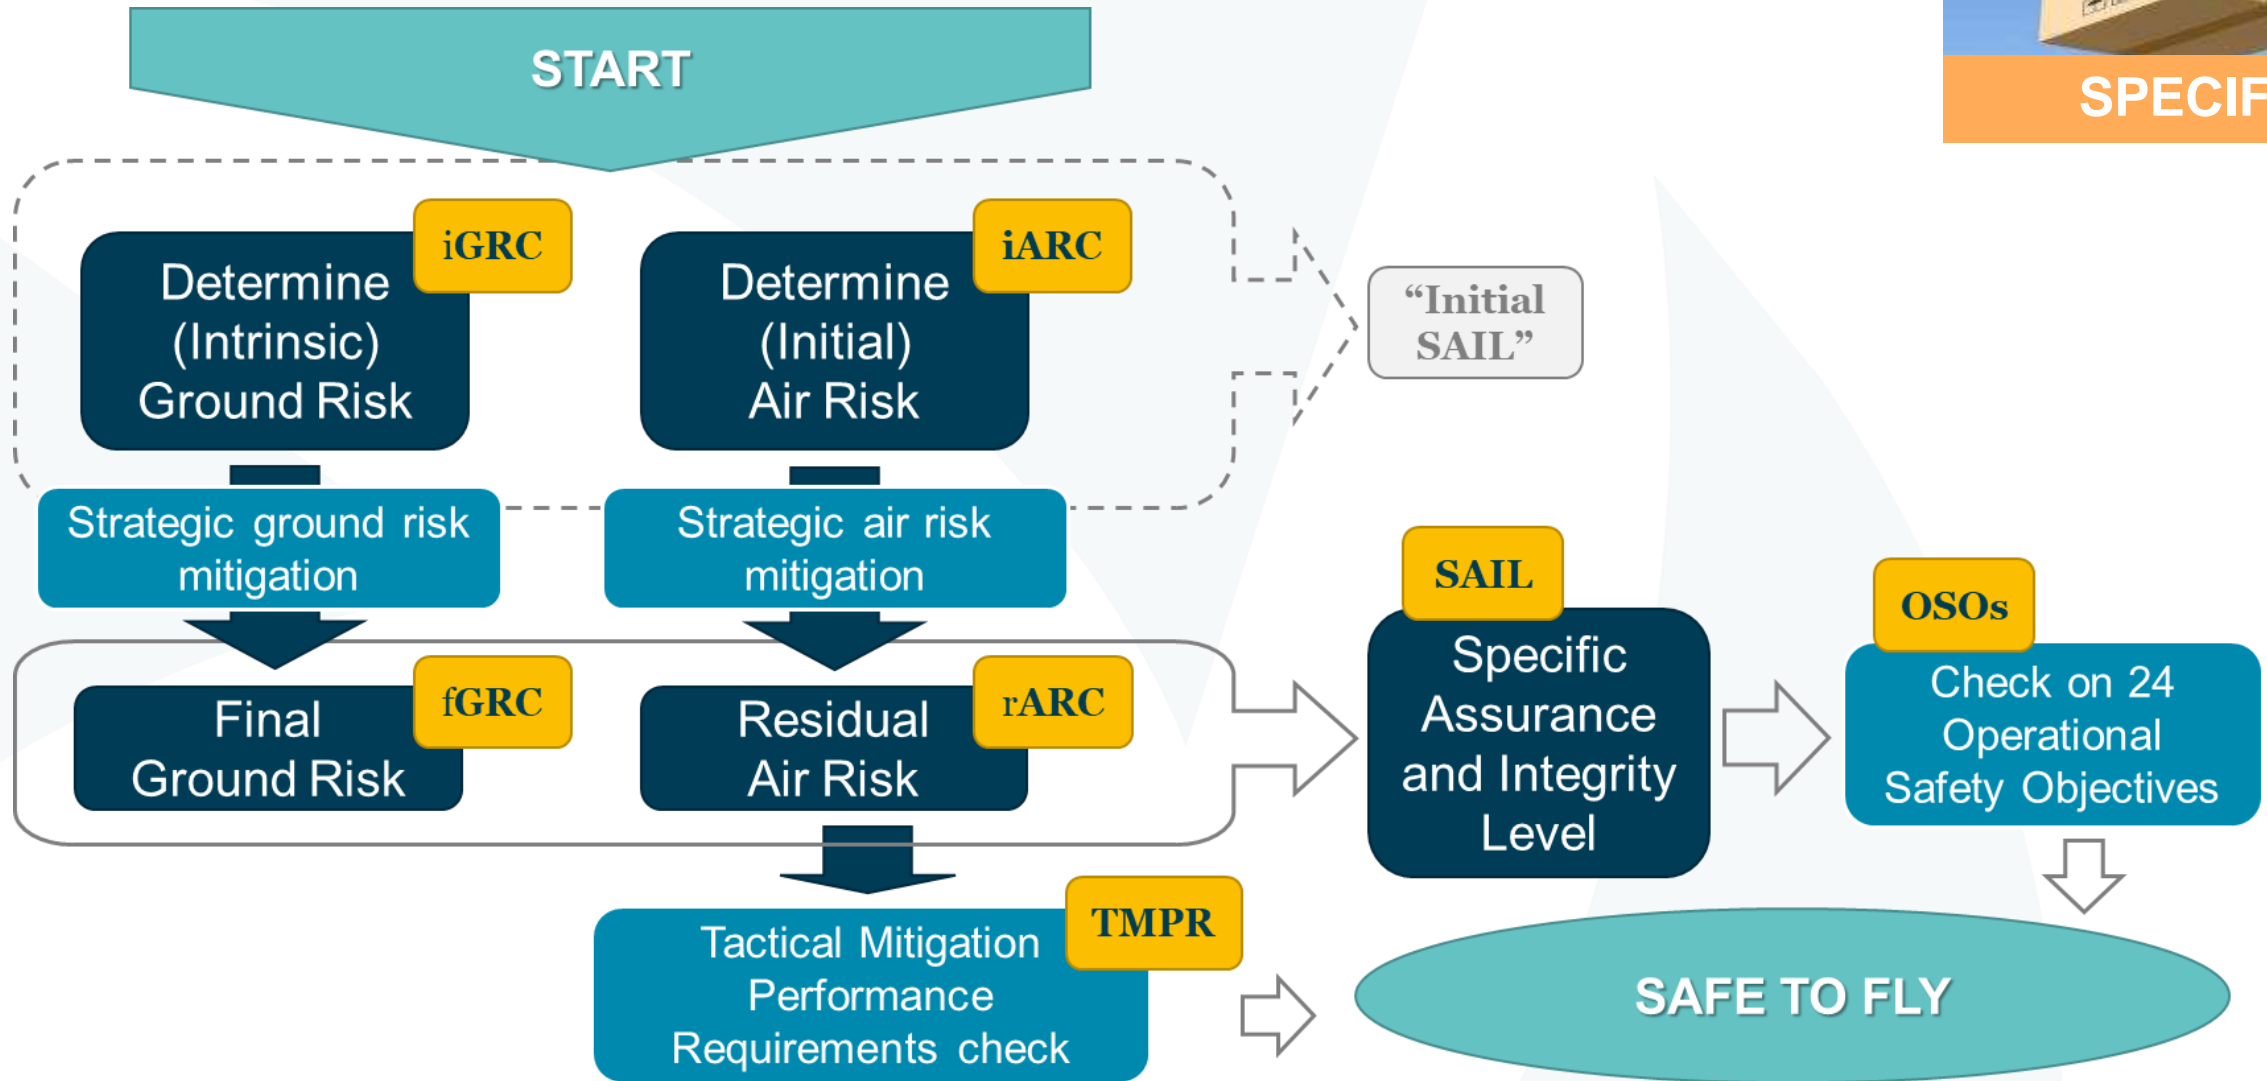 START
SPECIF
iGRC
Determine
(Intrinsic)
Ground Risk
iARC
Determine
(Initial)
Air Risk
“Initial
SAIL”
Strategic ground risk
mitigation
Strategic air risk
mitigation
fGRC
Final
Ground Risk
rARC
Residual
Air Risk
SAIL
Specific
Assurance
and Integrity
Level
OSOs
Check on 24
Operational
Safety Objectives
TMPR
Tactical Mitigation
Performance
Requirements check
SAFE TO FLY